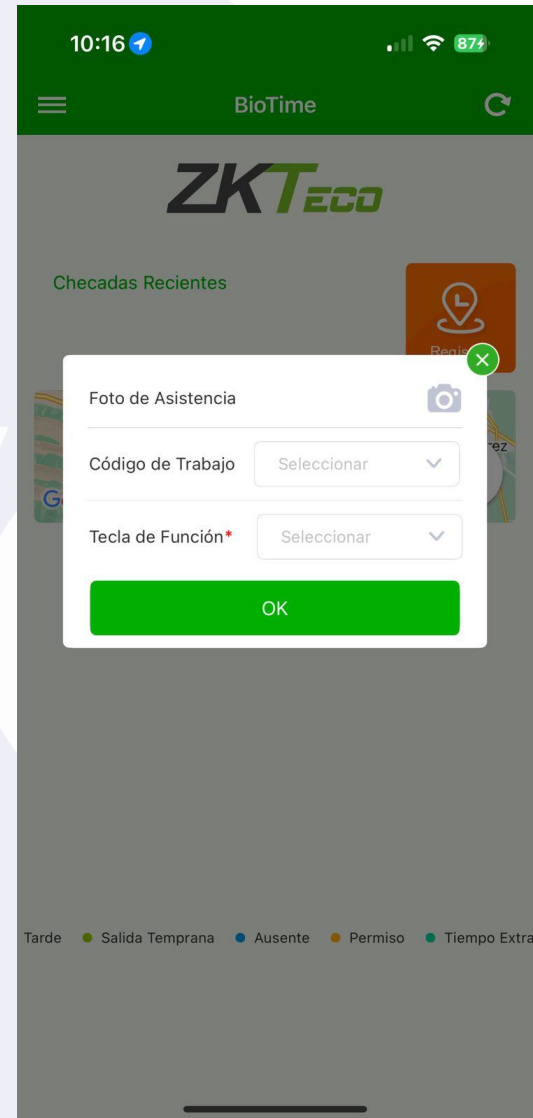 10:16
87
BioTime
ZKTECO
Checadas Recientes
Foto de Asistencia
Código de Trabajo Seleccionar
Tecla de Función* Seleccionar
OK
Tarde Salida Temprana Ausente Permiso Tiempo Extra